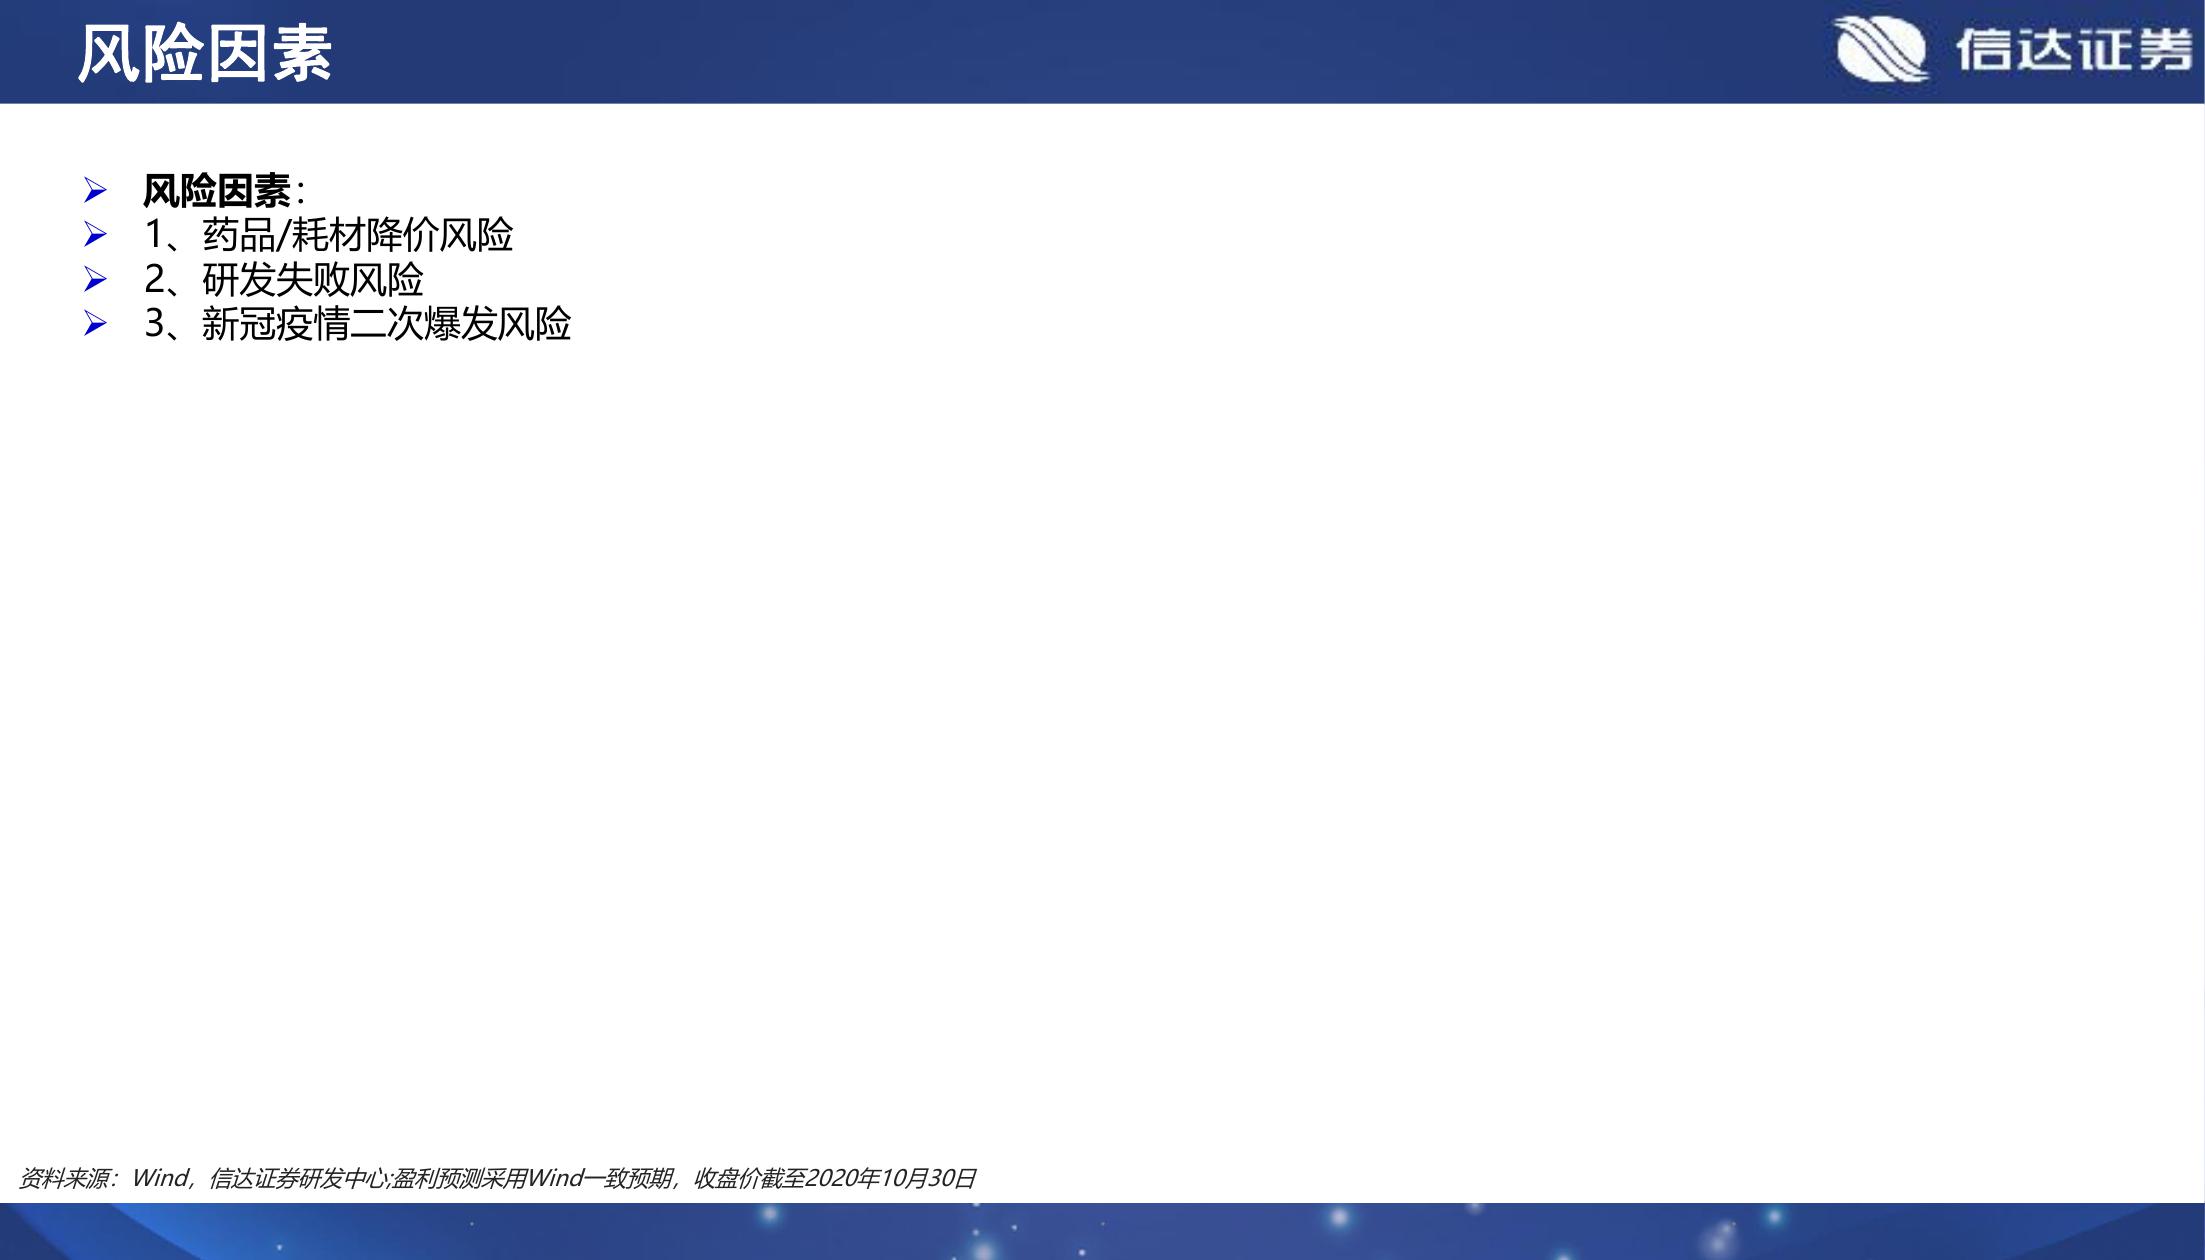 风险因素
信达证券
风险因素：
1、药品/耗材降价风险
2、研发失败风险
3、新冠疫情二次爆发风险
资料来源：Wind，信达证券研发中心;盈利预测采用Wind一致预期，收盘价截至2020年10月30日